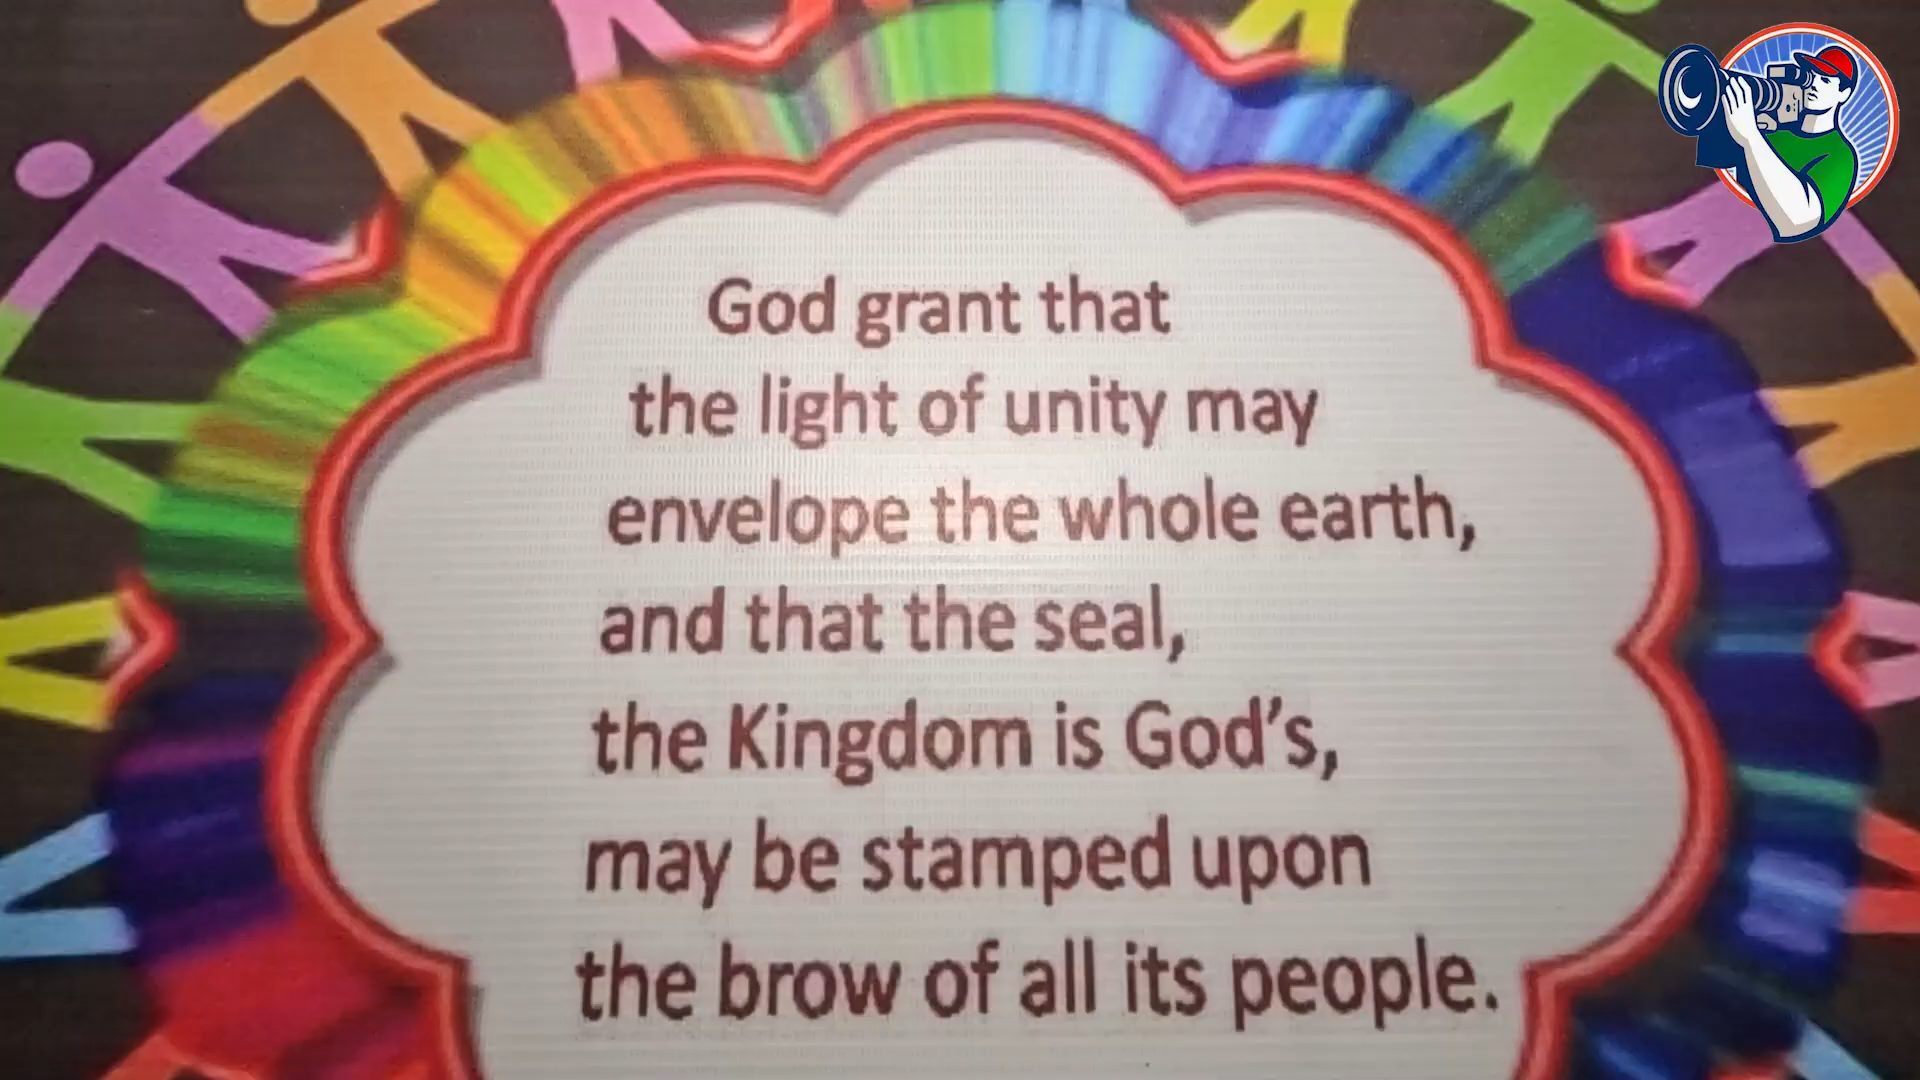 God grant that
the light of unity may
envelope the whole earth,
and that the seal,
the Kingdom is God's,
may be stamped upon
the brow of all its people.